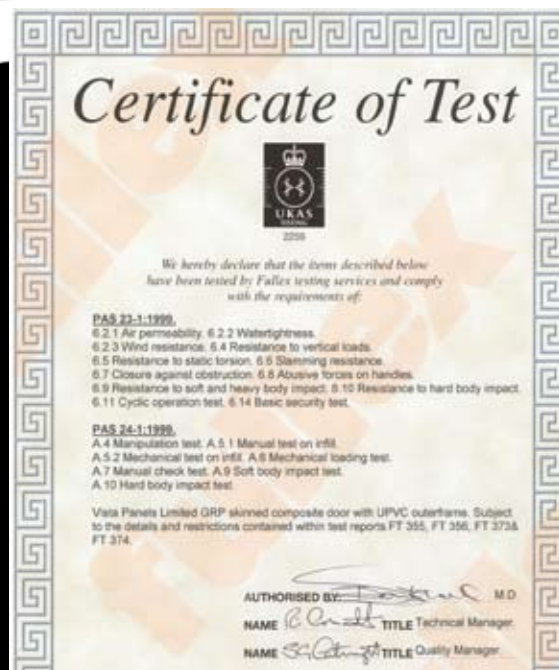 Certificate of Test
UKAS
TESTING
2259
We hereby declare that the items described below
have been tested by Fullex testing services and comply
with the requirements of:
PAS 23-1:1999.
6.2.1 Air permeability. 6.2.2 Watertightness.
6.2.3 Wind resistance. 6.4 Resistance to vertical loads.
6.5 Resistance to static torsion. 6.6 Slamming resistance.
6.7 Closure against obstruction. 6.8 Abusive forces on handles.
6.9 Resistance to soft and heavy body impact. 6.10 Resistance to hard body impact.
6.11 Cyclic operation test. 6.14 Basic security test.
PAS 24-1:1999.
A.4 Manipulation test. A.5.1 Manual test on infill.
A.5.2 Mechanical test on infill. A.6 Mechanical loading test.
A.7 Manual check test. A.9 Soft body impact test.
A.10 Hard body impact test.
Vista Panels Limited GRP skinned composite door with UPVC outerframe. Subject
to the details and restrictions contained within test reports FT 355, FT 356, FT 373&
FT 374.
AUTHORISED BY M.D.
NAME TITLE Technical Manager.
NAME TITLE Quality Manager.